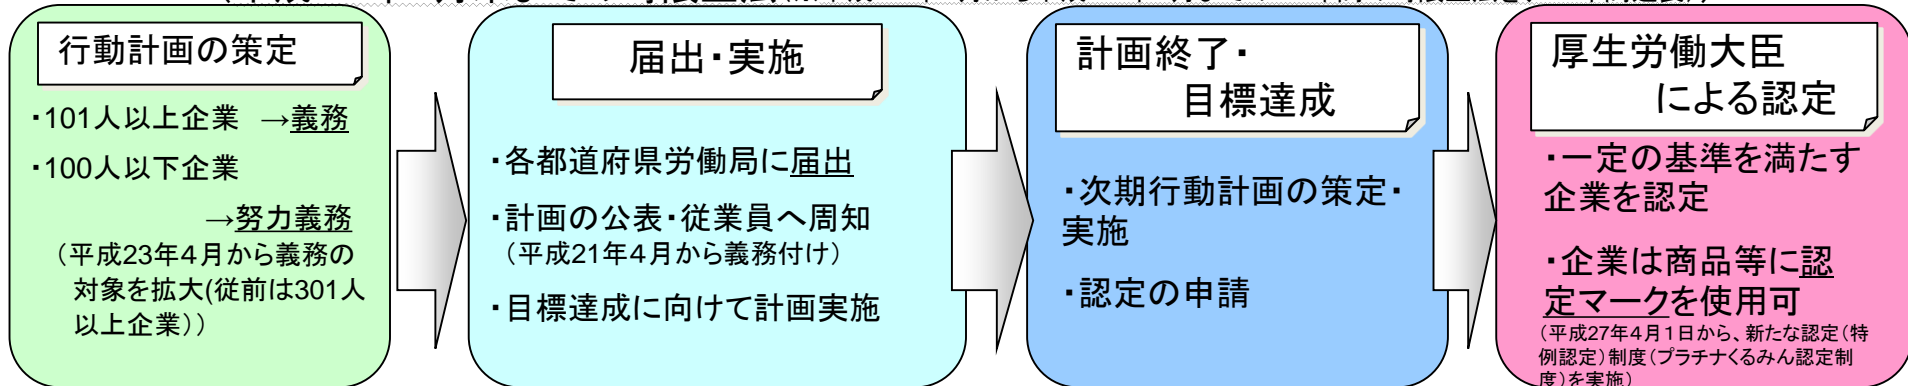 行動計画の策定
・101人以上企業 →義務
・100人以下企業
→努力義務
（平成23年４月から義務の
対象を拡大(従前は301人
以上企業））
届出・実施
・各都道府県労働局に届出
・計画の公表・従業員へ周知
（平成21年４月から義務付け）
・目標達成に向けて計画実施
計画終了・
目標達成
・次期行動計画の策定・
実施
・認定の申請
厚生労働大臣
による認定
・一定の基準を満たす
企業を認定
・企業は商品等に認
定マークを使用可
（平成27年４月１日から、新たな認定（特
例認定）制度（プラチナくるみん認定制
度）を実施）